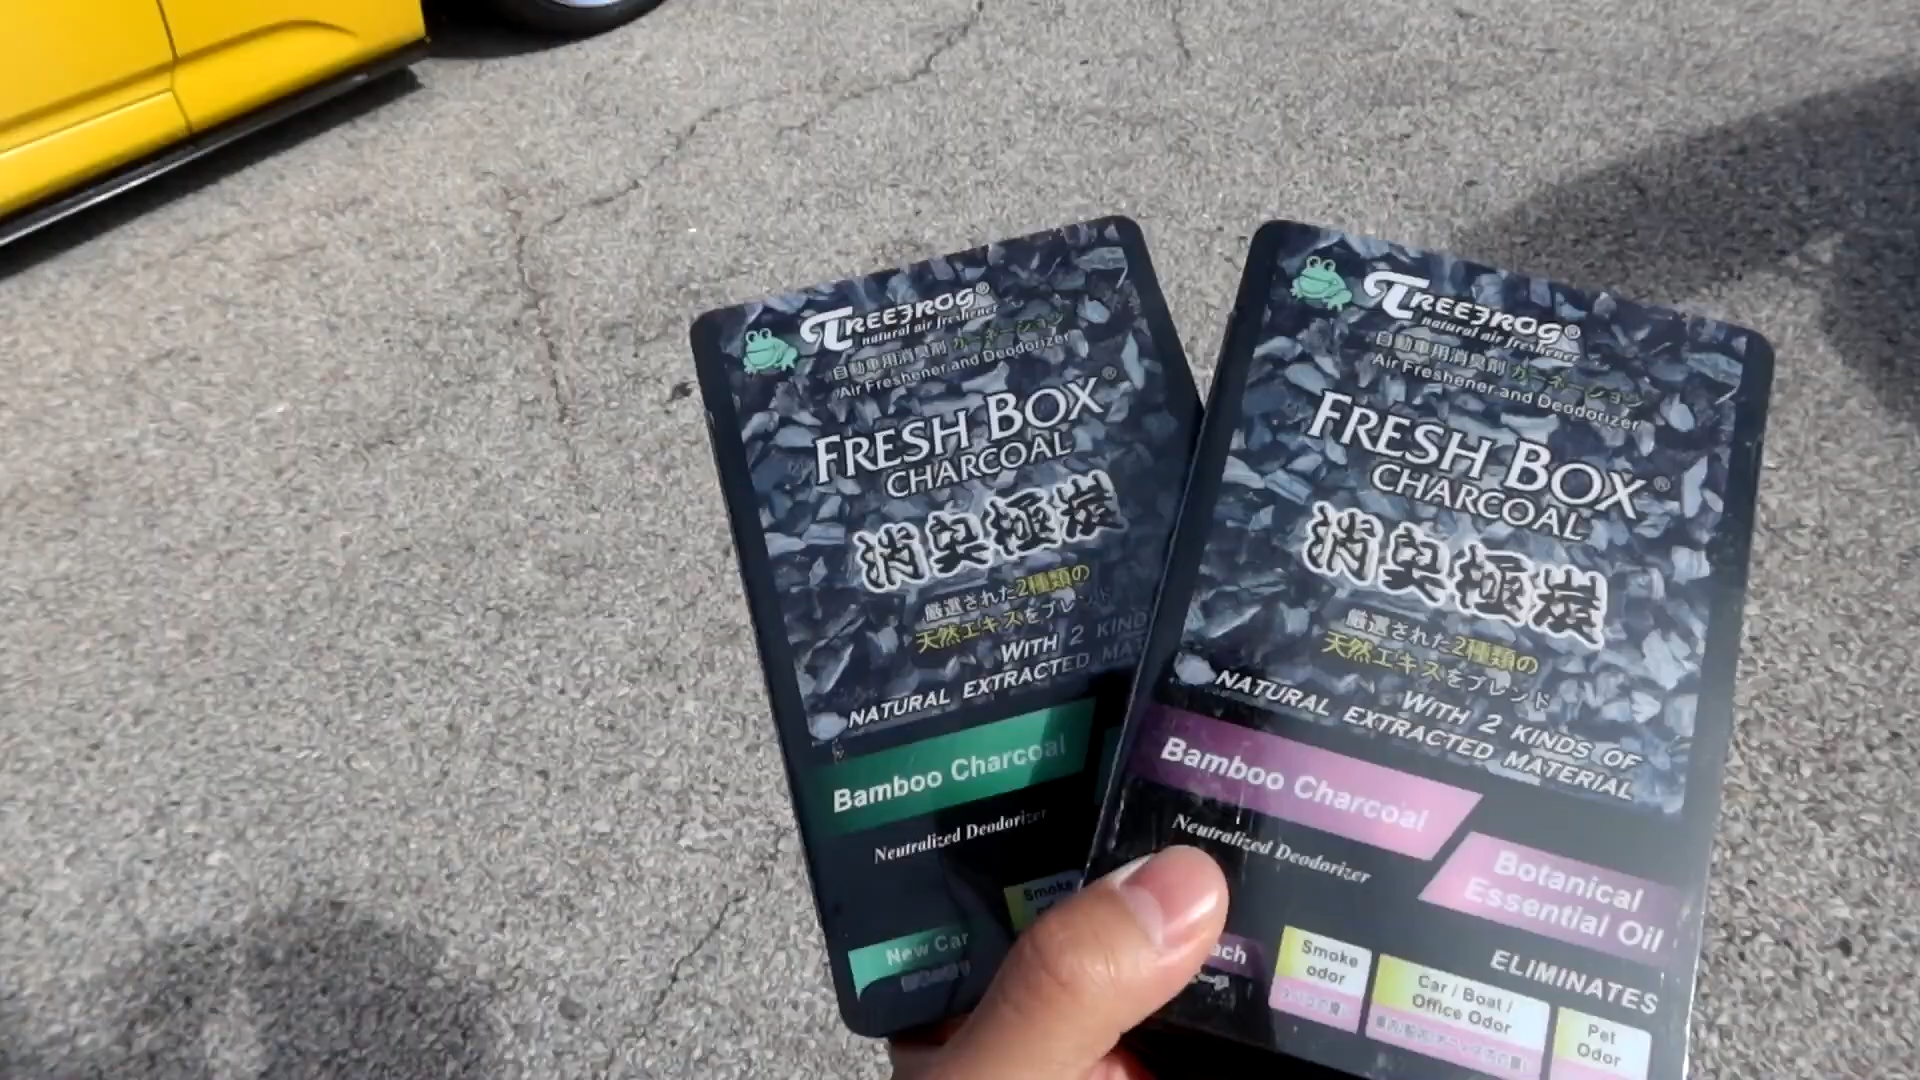 TREEFROG®
natural air freshener
自動車用消臭剤 カーネーション
Air Freshener and Deodorizer
FRESH BOX®
CHARCOAL
消臭極炭
厳選された2種類の
天然エキスをブレンド
WITH 2 KIND
NATURAL EXTRACTED MAT
Bamboo Charcoal
Neutralized Deodorizer
Smoke
New Car
TREEFROG®
natural air freshener
自動車用消臭剤 カーネーション
Air Freshener and Deodorizer
FRESH BOX®
CHARCOAL
消臭極炭
厳選された2種類の
天然エキスをブレンド
WITH 2 KINDS OF
NATURAL EXTRACTED MATERIAL
Bamboo Charcoal
Neutralized Deodorizer
Botanical
Essential Oil
ELIMINATES
ach
Smoke
odor
Car / Boat /
Office Odor
Pet
Odor